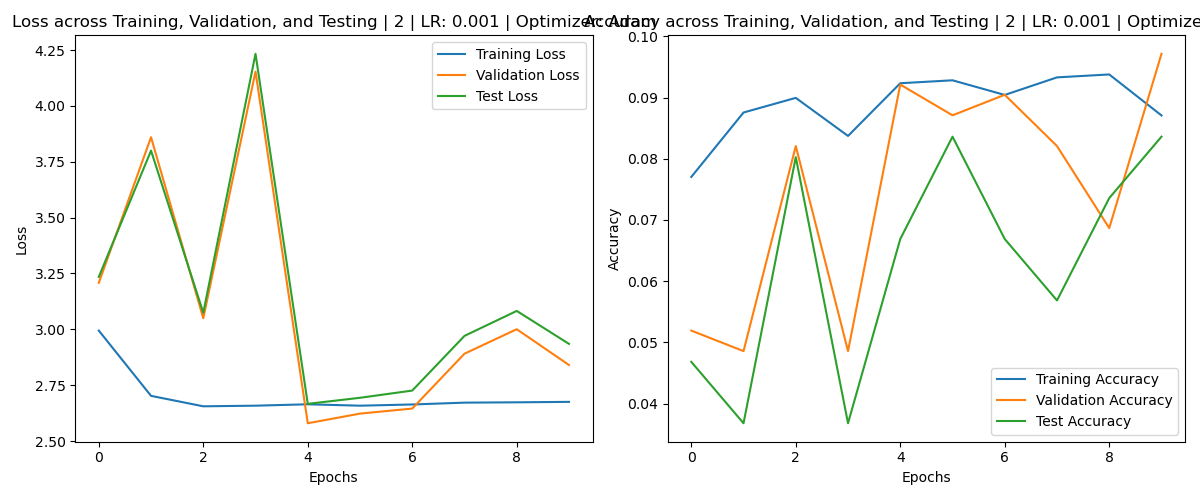 Loss across Training, Validation, and Testing | 2 | LR: 0.001 | Optimizer: Adam
4.25
4.00
3.75
3.50
3.25
3.00
2.75
2.50
Loss
Training Loss
Validation Loss
Test Loss
0 2 4 6 8
Epochs
Accuracy across Training, Validation, and Testing | 2 | LR: 0.001 | Optimize
0.10
0.09
0.08
0.07
0.06
0.05
0.04
Accuracy
Training Accuracy
Validation Accuracy
Test Accuracy
0 2 4 6 8
Epochs